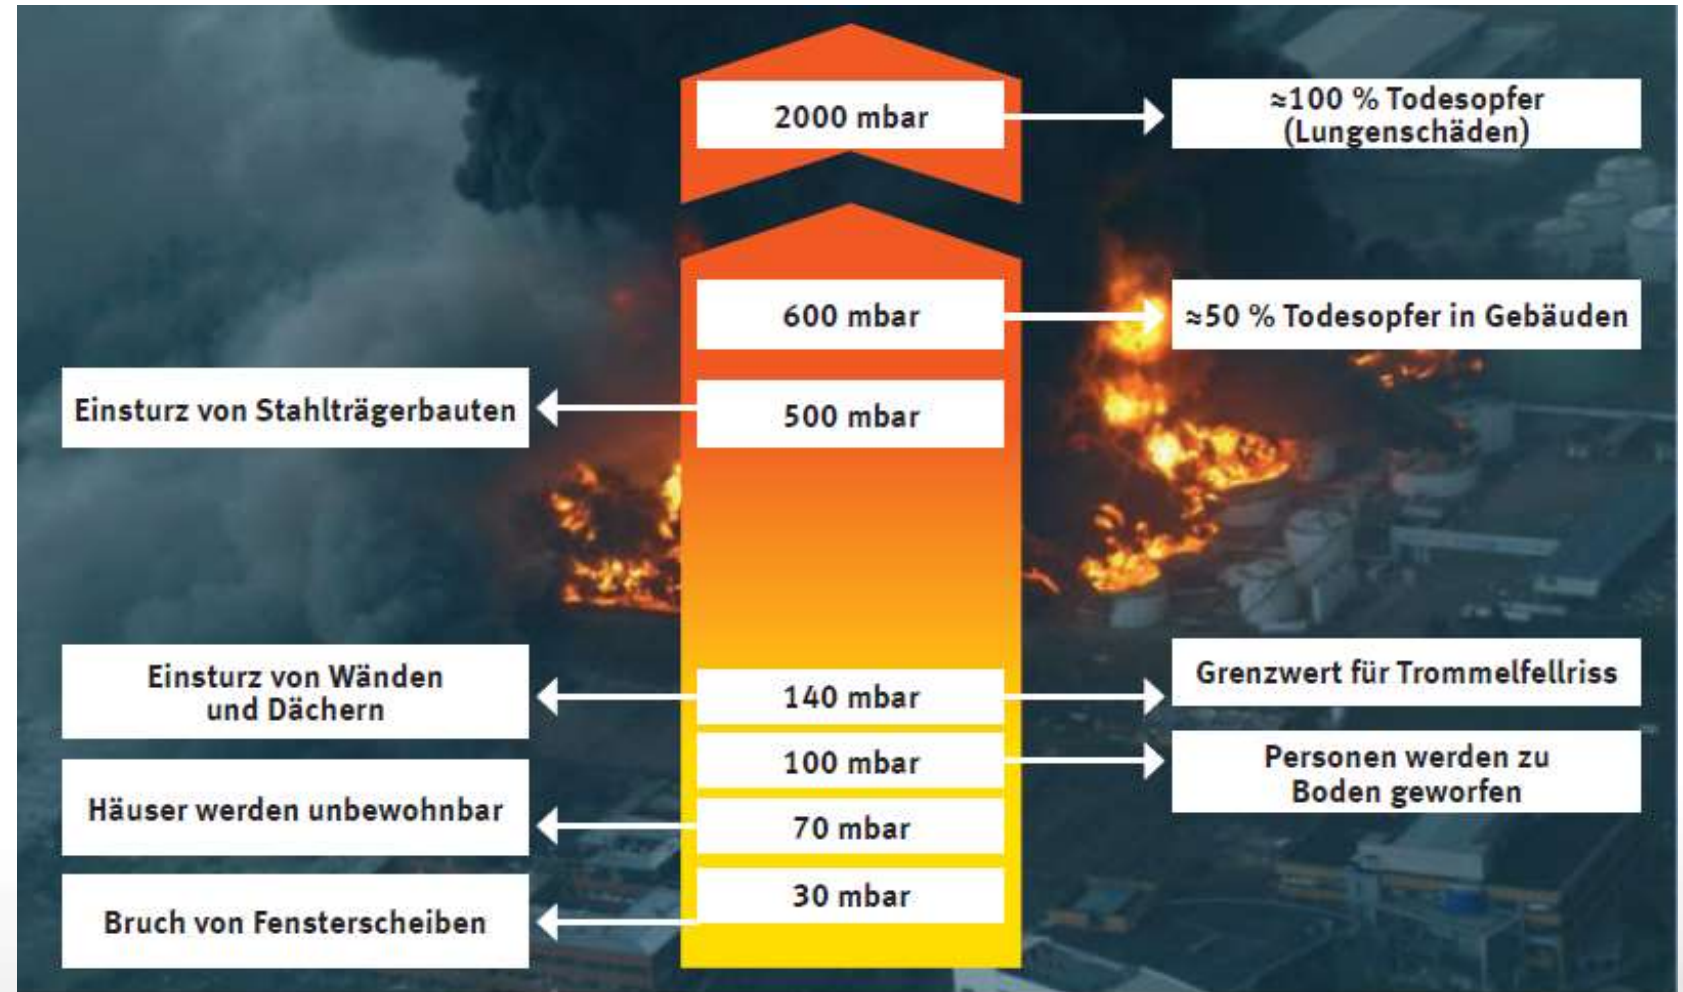 2000 mbar
≈100 % Todesopfer
(Lungenschäden)
600 mbar
≈50 % Todesopfer in Gebäuden
Einsturz von Stahlträgerbauten
500 mbar
Einsturz von Wänden
und Dächern
140 mbar
Grenzwert für Trommelfellriss
100 mbar
Personen werden zu
Boden geworfen
Häuser werden unbewohnbar
70 mbar
Bruch von Fensterscheiben
30 mbar